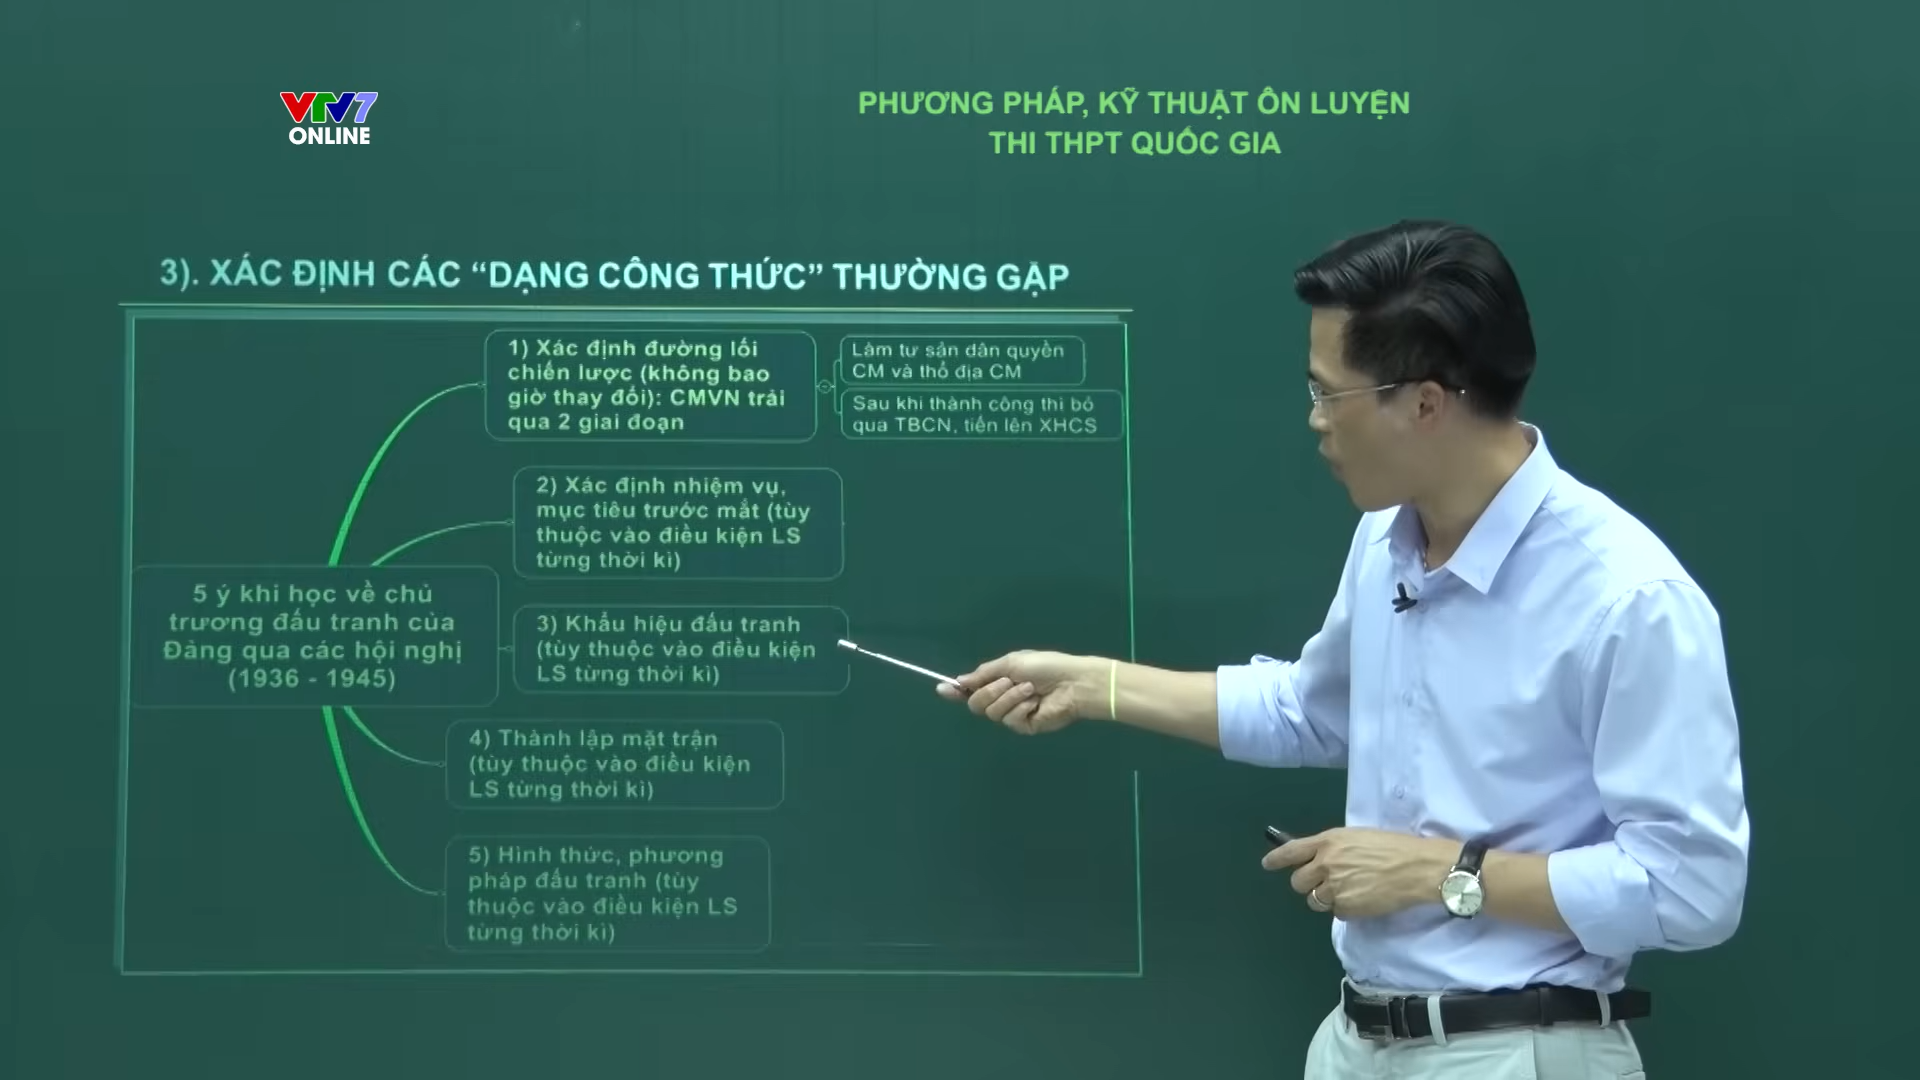 VTV7
ONLINE
PHƯƠNG PHÁP, KỸ THUẬT ÔN LUYỆN
THI THPT QUỐC GIA
3). XÁC ĐỊNH CÁC “DẠNG CÔNG THỨC” THƯỜNG GẶP
1) Xác định đường lối
chiến lược (không bao
giờ thay đổi): CMVN trải
qua 2 giai đoạn
Làm tư sản dân quyền
CM và thổ địa CM
Sau khi thành công thì bỏ
qua TBCN, tiến lên XHCS
2) Xác định nhiệm vụ,
mục tiêu trước mắt (tùy
thuộc vào điều kiện LS
từng thời kì)
5 ý khi học về chủ
trương đấu tranh của
Đảng qua các hội nghị
(1936 - 1945)
3) Khẩu hiệu đấu tranh
(tùy thuộc vào điều kiện
LS từng thời kì)
4) Thành lập mặt trận
(tùy thuộc vào điều kiện
LS từng thời kì)
5) Hình thức, phương
pháp đấu tranh (tùy
thuộc vào điều kiện LS
từng thời kì)